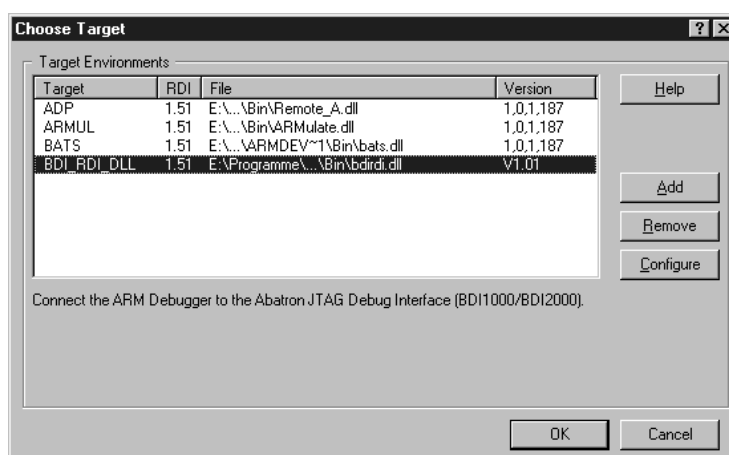 Choose Target
Target Environments
Target RDI File Version
ADP 1.51 E:\...\Bin\Remote_A.dll 1,0,1,187
ARMUL 1.51 E:\...\Bin\ARMulate.dll 1,0,1,187
BATS 1.51 E:\...\ARMDEV~1\Bin\bats.dll 1,0,1,187
BDI_RDI_DLL 1.51 E:\Programme\...\Bin\bdirdi.dll V1.01
Help
Add
Remove
Configure
Connect the ARM Debugger to the Abatron JTAG Debug Interface (BDI1000/BDI2000).
OK Cancel